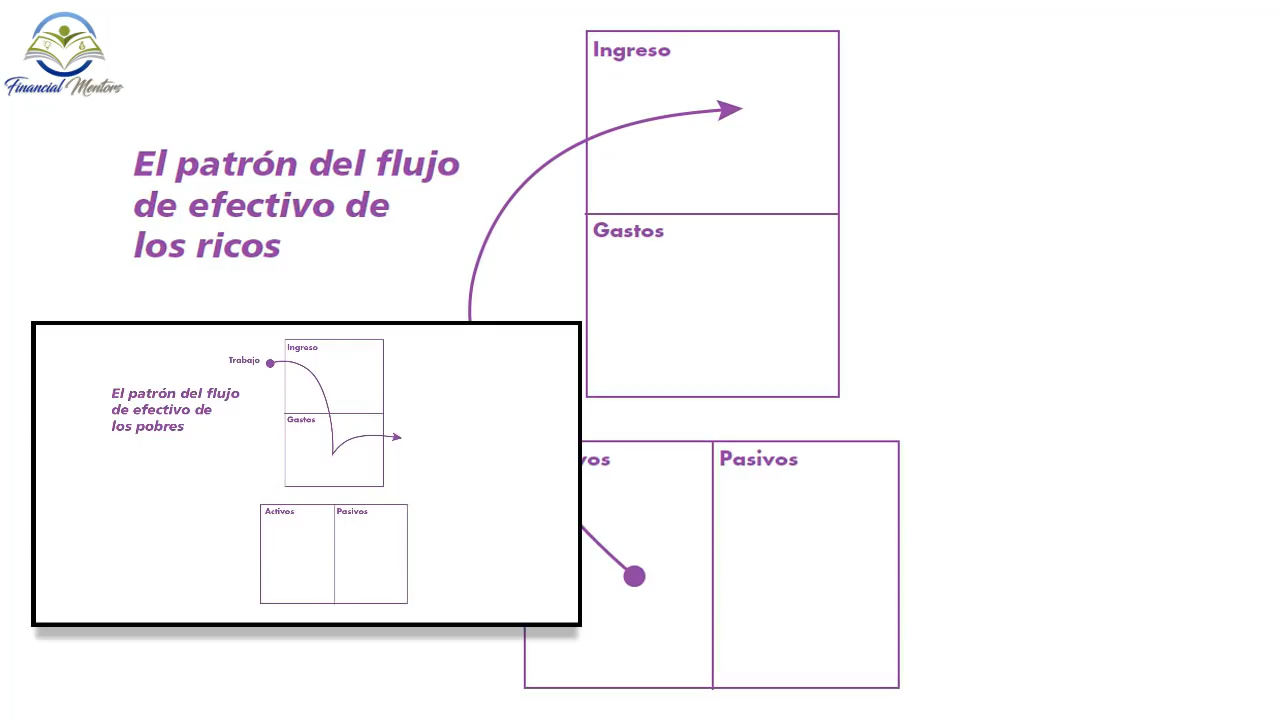 Financial Mentors
El patrón del flujo
de efectivo de
los ricos
Ingreso
Gastos
vos
Pasivos
Trabajo
Ingreso
El patrón del flujo
de efectivo de
los pobres
Gastos
Activos
Pasivos